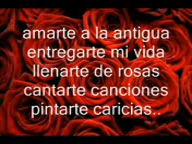 amarte a la antigua
entregarte mi vida
llenarte de rosas
cantarte canciones
pintarte caricias..